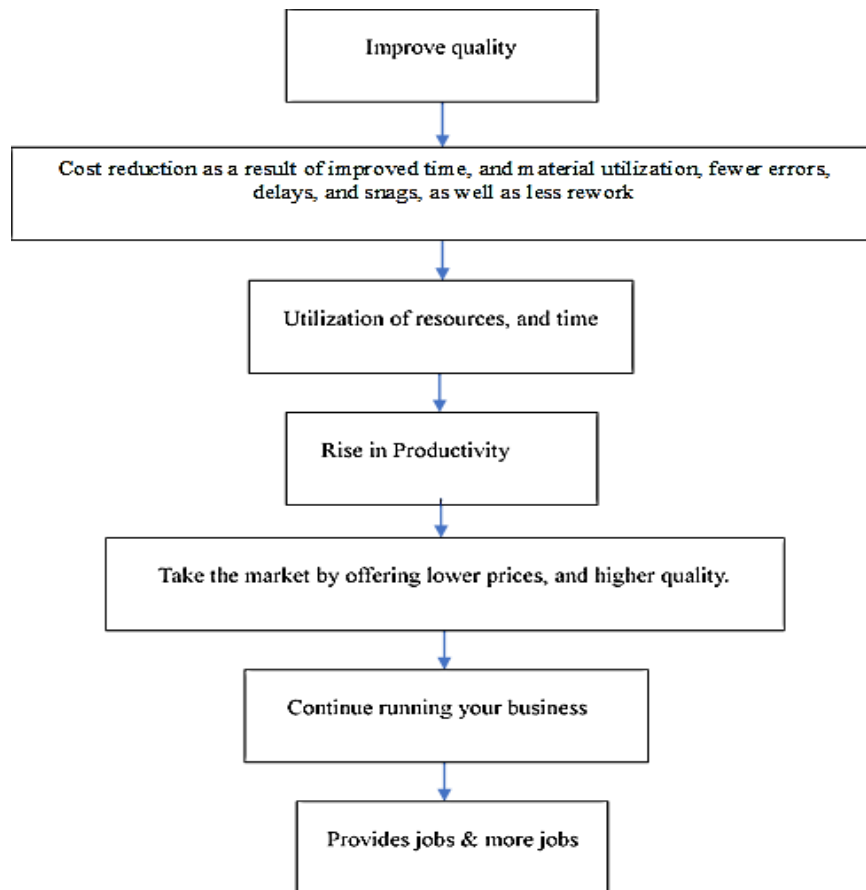 Improve quality
Cost reduction as a result of improved time, and material utilization, fewer errors,
delays, and snags, as well as less rework
Utilization of resources, and time
Rise in Productivity
Take the market by offering lower prices, and higher quality.
Continue running your business
Provides jobs & more jobs